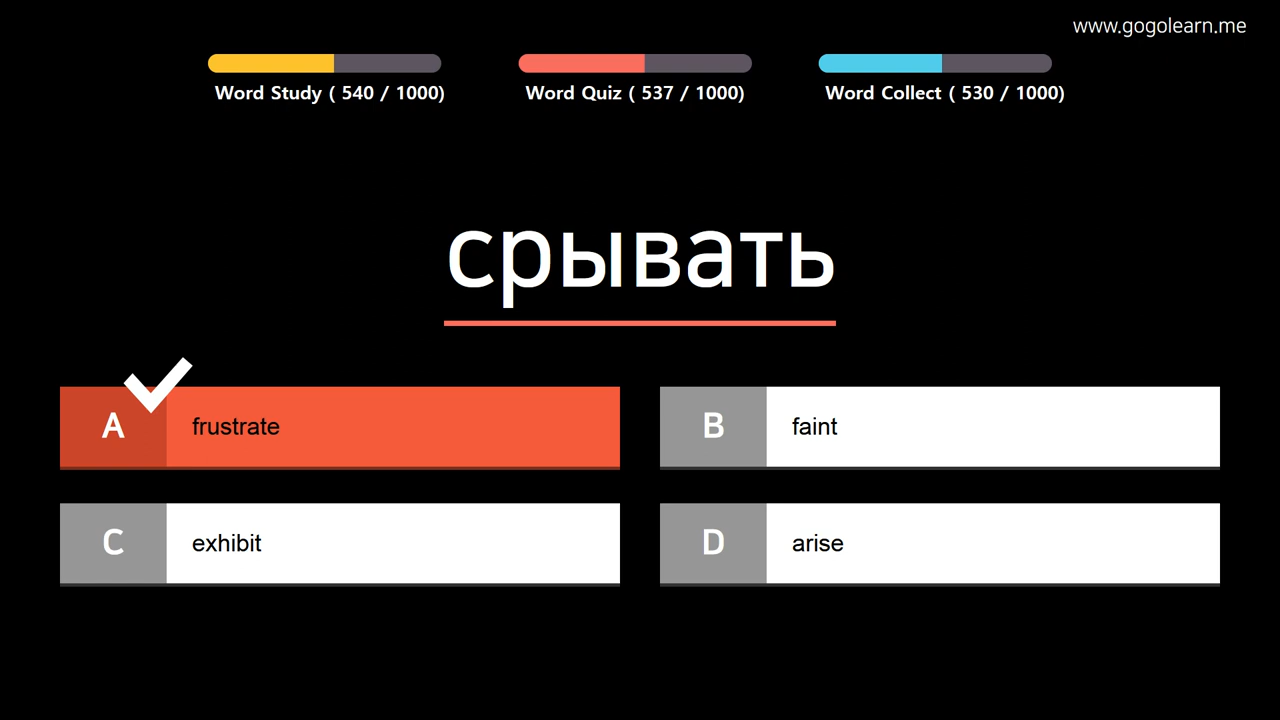 www.gogolearn.me
Word Study ( 540 / 1000)
Word Quiz ( 537 / 1000)
Word Collect ( 530 / 1000)
срывать
A frustrate
B faint
C exhibit
D arise